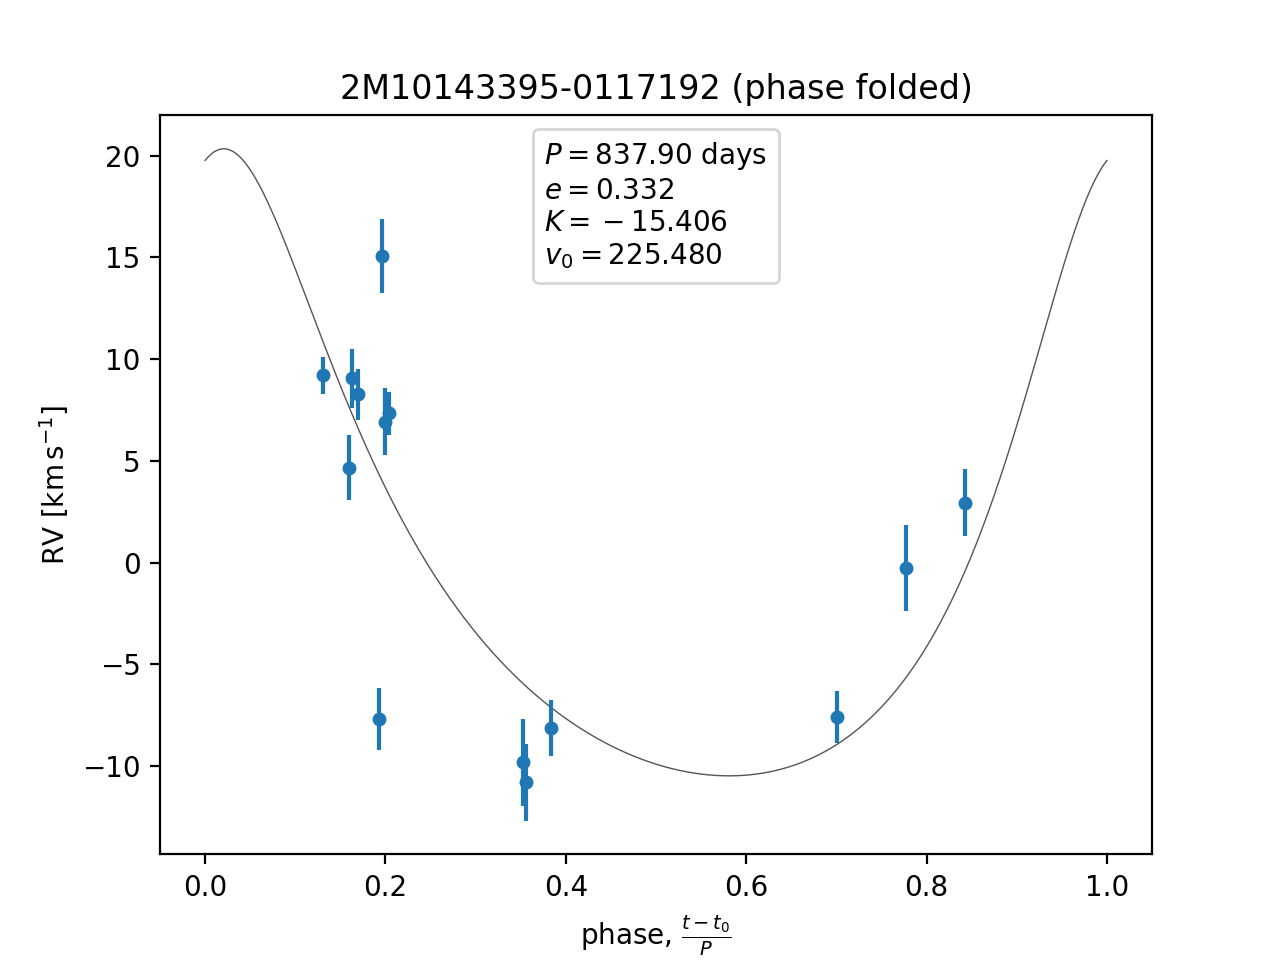 2M10143395-0117192 (phase folded)
P = 837.90 days
e = 0.332
K = −15.406
v₀ = 225.480
RV [km s⁻¹]
20
15
10
5
0
−5
−10
0.0 0.2 0.4 0.6 0.8 1.0
phase, (t − t₀)/P